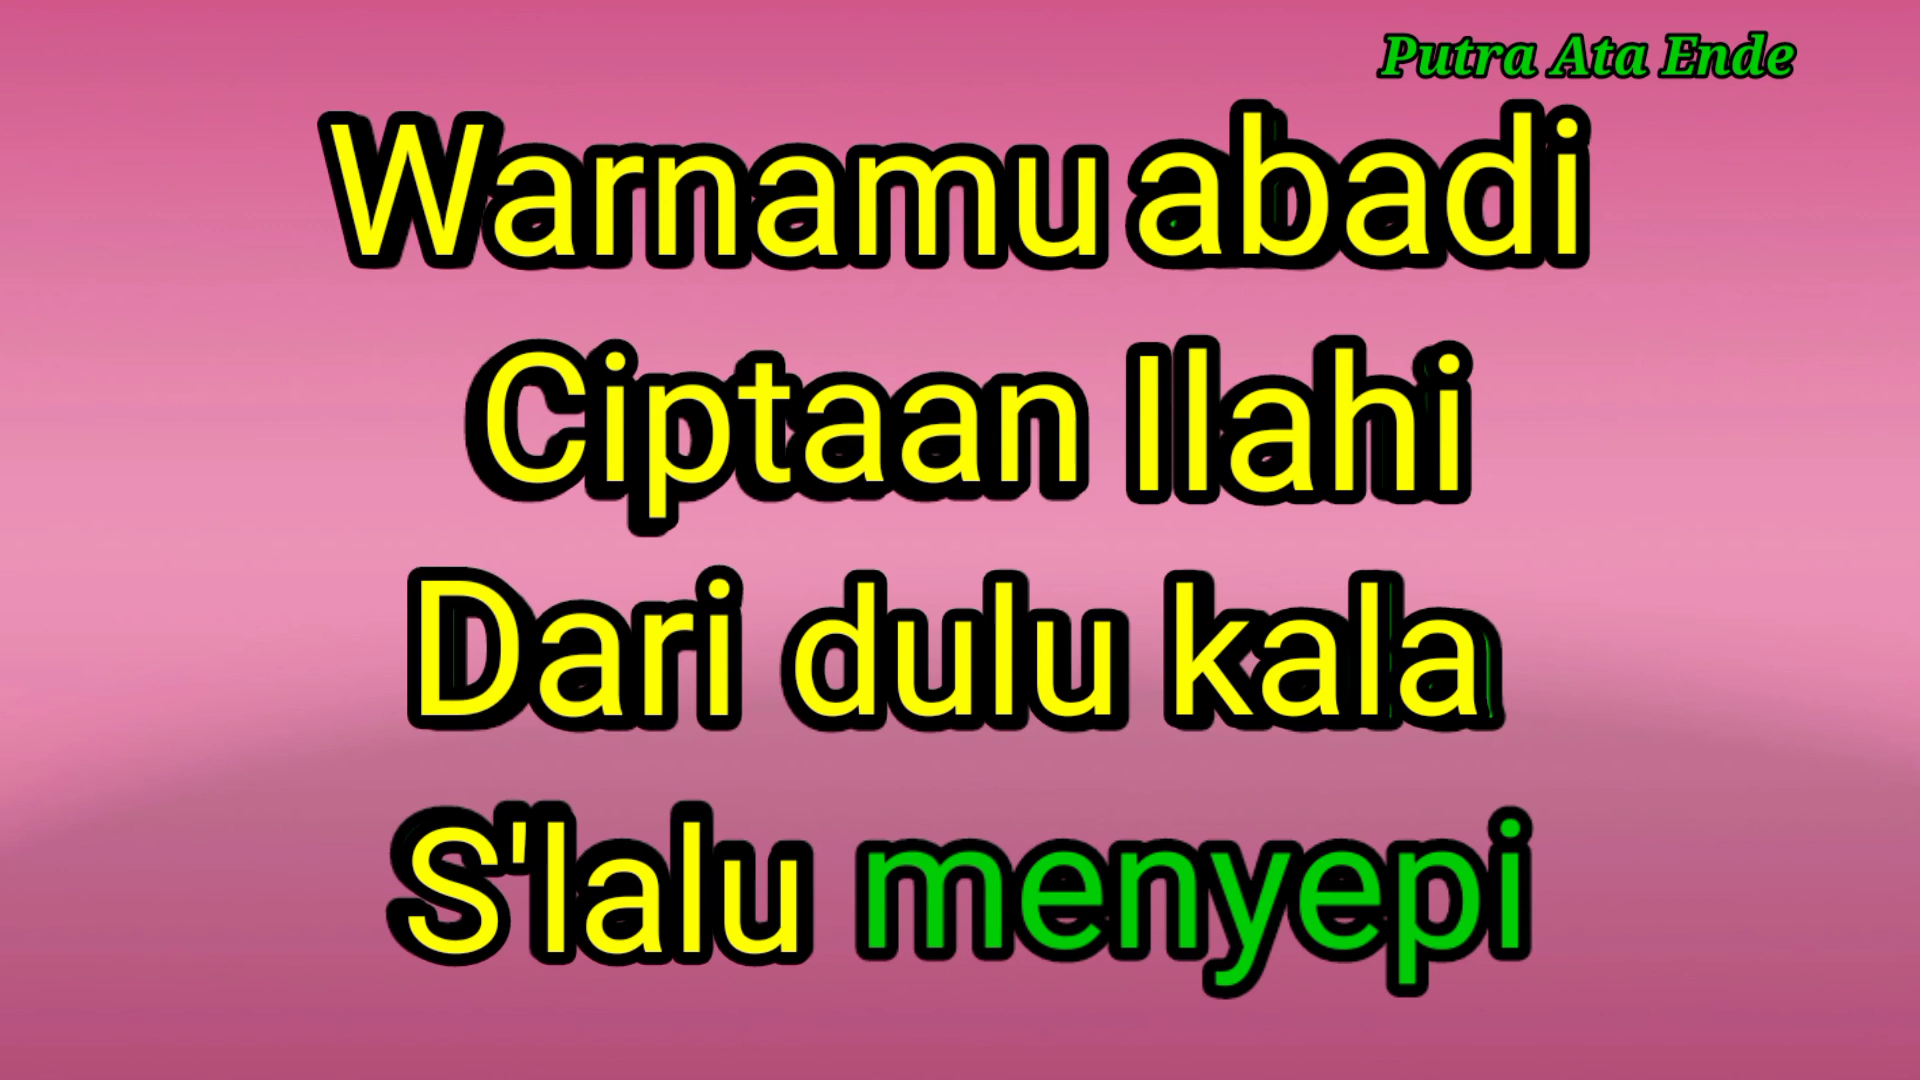 Putra Ata Ende
Warnamu abadi
Ciptaan Ilahi
Dari dulu kala
S'lalu menyepi